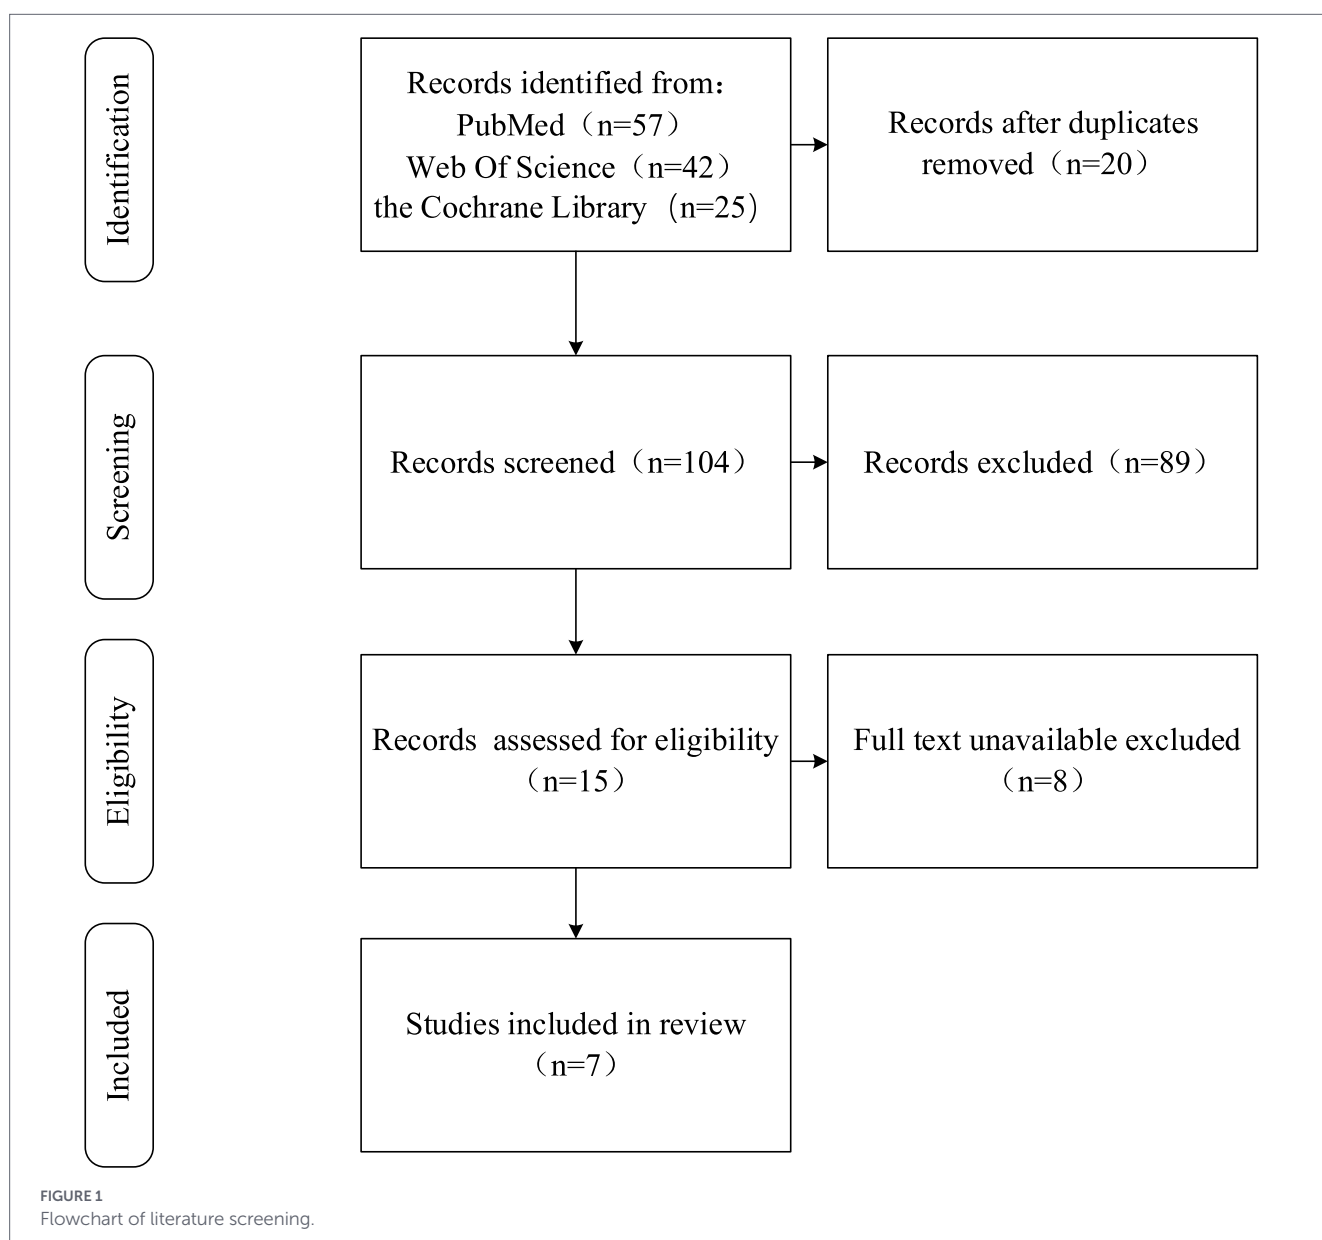 Identification
Records identified from：
PubMed（n=57）
Web Of Science（n=42）
the Cochrane Library（n=25）
Records after duplicates
removed（n=20）
Screening
Records screened（n=104）
Records excluded（n=89）
Eligibility
Records assessed for eligibility
（n=15）
Full text unavailable excluded
（n=8）
Included
Studies included in review
（n=7）
FIGURE 1
Flowchart of literature screening.